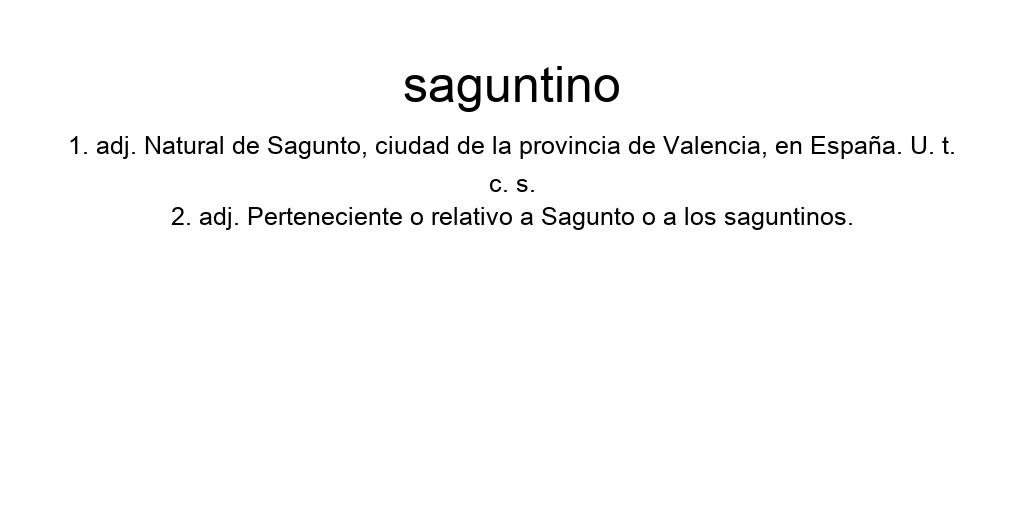 saguntino
1. adj. Natural de Sagunto, ciudad de la provincia de Valencia, en España. U. t.
c. s.
2. adj. Perteneciente o relativo a Sagunto o a los saguntinos.